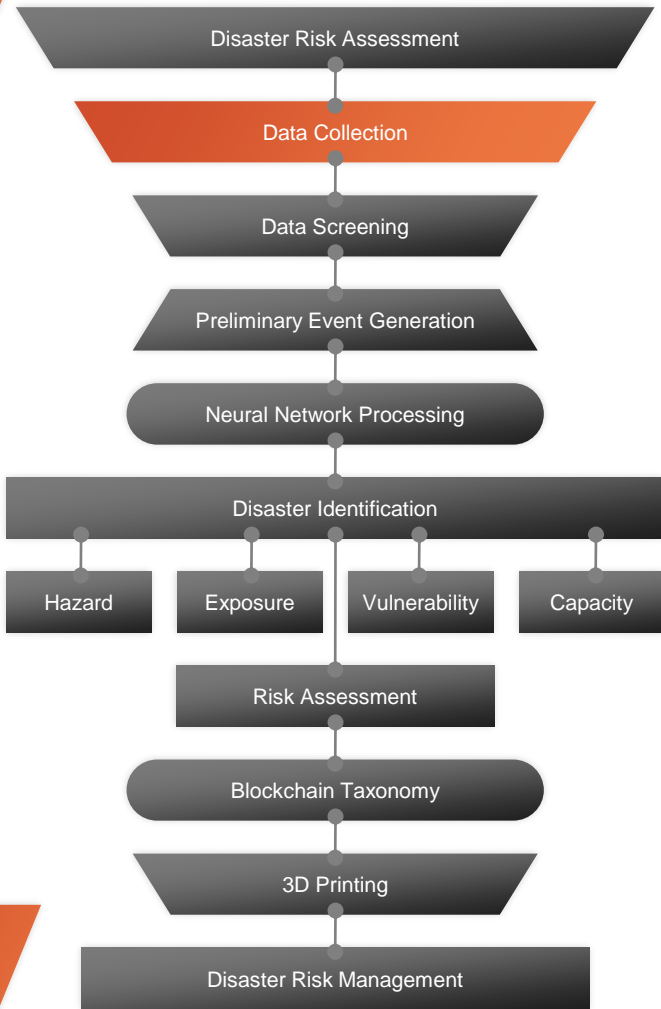 Disaster Risk Assessment
Data Collection
Data Screening
Preliminary Event Generation
Neural Network Processing
Disaster Identification
Hazard
Exposure
Vulnerability
Capacity
Risk Assessment
Blockchain Taxonomy
3D Printing
Disaster Risk Management